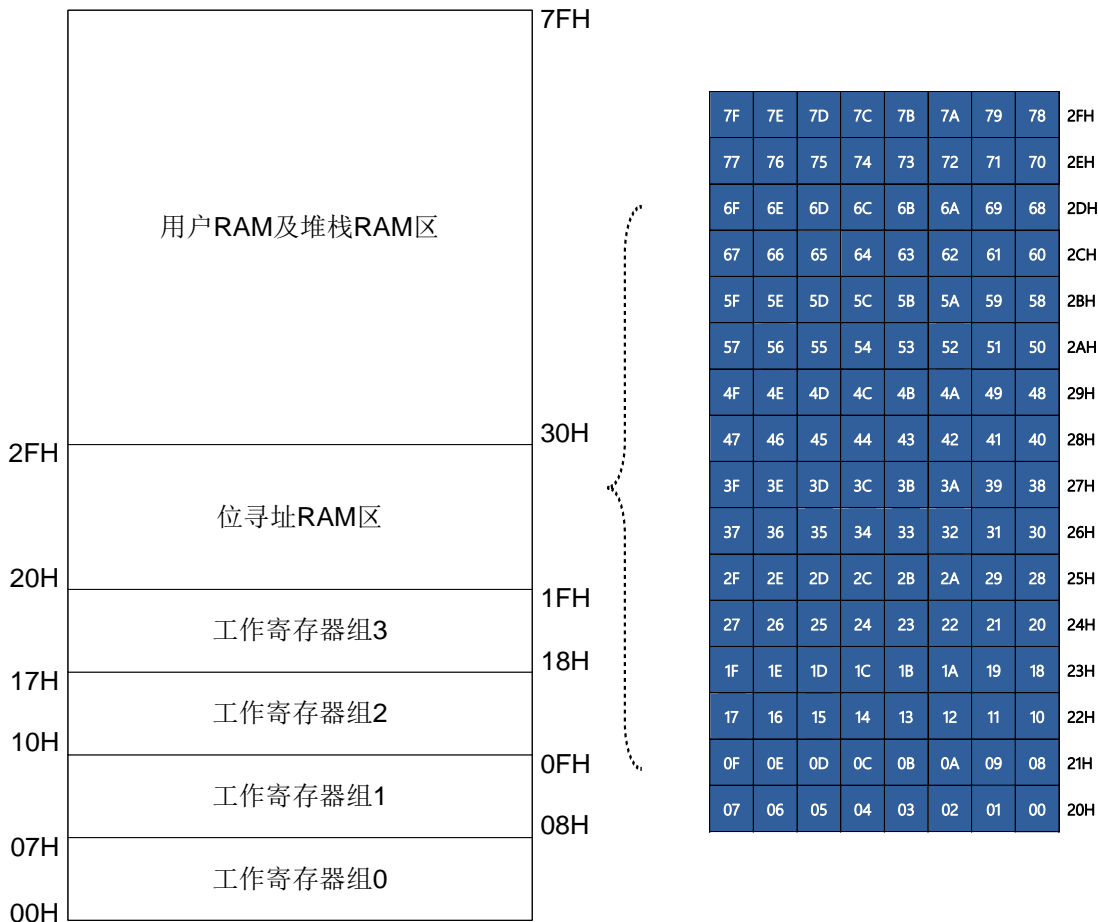 7FH
用户RAM及堆栈RAM区
30H
2FH
位寻址RAM区
20H
1FH
工作寄存器组3
18H
17H
工作寄存器组2
10H
0FH
工作寄存器组1
08H
07H
工作寄存器组0
00H
7F 7E 7D 7C 7B 7A 79 78 2FH
77 76 75 74 73 72 71 70 2EH
6F 6E 6D 6C 6B 6A 69 68 2DH
67 66 65 64 63 62 61 60 2CH
5F 5E 5D 5C 5B 5A 59 58 2BH
57 56 55 54 53 52 51 50 2AH
4F 4E 4D 4C 4B 4A 49 48 29H
47 46 45 44 43 42 41 40 28H
3F 3E 3D 3C 3B 3A 39 38 27H
37 36 35 34 33 32 31 30 26H
2F 2E 2D 2C 2B 2A 29 28 25H
27 26 25 24 23 22 21 20 24H
1F 1E 1D 1C 1B 1A 19 18 23H
17 16 15 14 13 12 11 10 22H
0F 0E 0D 0C 0B 0A 09 08 21H
07 06 05 04 03 02 01 00 20H